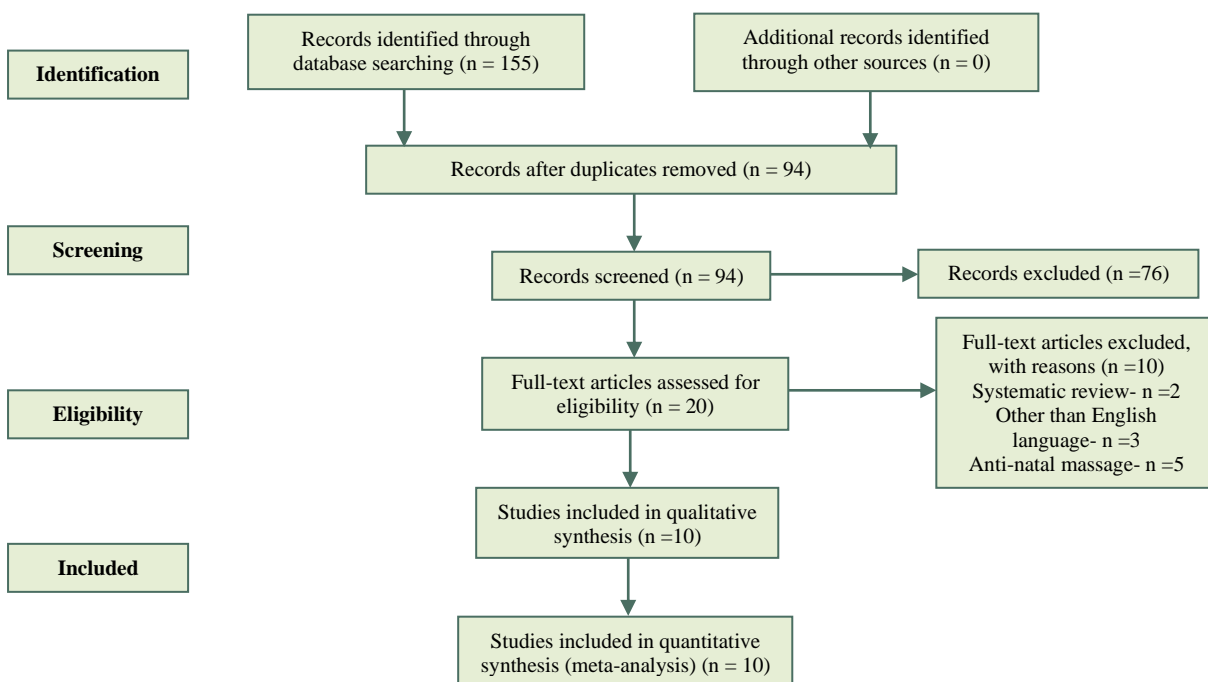 Identification
Records identified through
database searching (n = 155)
Additional records identified
through other sources (n = 0)
Records after duplicates removed (n = 94)
Screening
Records screened (n = 94)
Records excluded (n =76)
Eligibility
Full-text articles assessed for
eligibility (n = 20)
Full-text articles excluded,
with reasons (n =10)
Systematic review- n =2
Other than English
language- n =3
Anti-natal massage- n =5
Included
Studies included in qualitative
synthesis (n =10)
Studies included in quantitative
synthesis (meta-analysis) (n = 10)